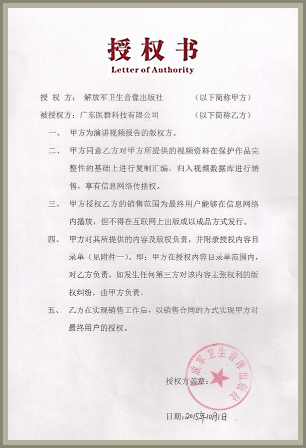 授权书
Letter of Authority
授 权 方： 解放军卫生音像出版社 （以下简称甲方）
被授权方：广东医群科技有限公司 （以下简称乙方）
一、 甲方为演讲视频报告的版权方。
二、 甲方同意乙方对甲方所提供的视频资料在保护作品完
整性的基础上进行复制汇编，归入视频数据库进行销
售，享有信息网络传播权。
三、 甲方授权乙方的销售范围为最终用户能够在信息网络
内播放，但不得在互联网上出版或以成品方式发行。
四、 甲方对其所提供的内容及版权负责，并附录授权内容目
录单（见附件一）。即：甲方在授权内容目录单范围内，
对乙方负责，如发生任何第三方对该内容主张权利的版
权纠纷，由甲方负责。
五、 乙方在实现销售工作后，以销售合同的方式实现甲方对
最终用户的授权。
解放军卫生音像出版社
授权方盖章：
日期：2015年10月1日